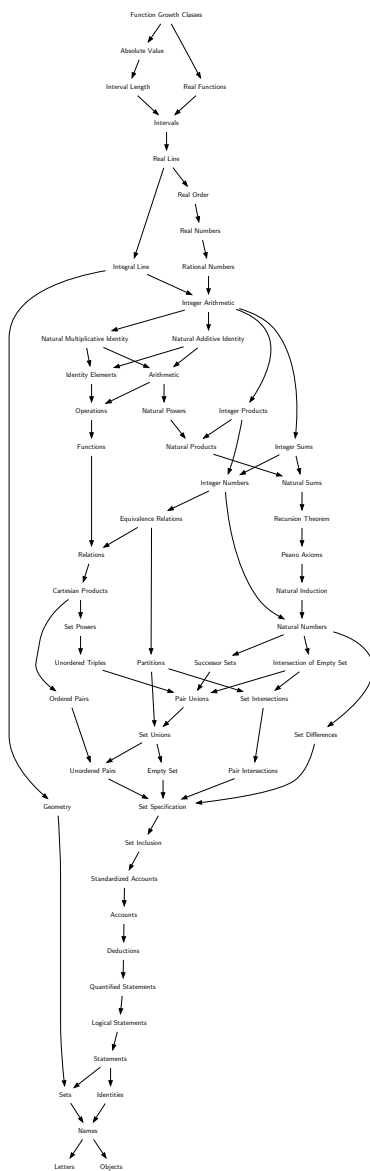 Function Growth Classes
Absolute Value
Interval Length
Real Functions
Intervals
Real Line
Real Order
Real Numbers
Integral Line
Rational Numbers
Integer Arithmetic
Natural Multiplicative Identity
Natural Additive Identity
Identity Elements
Arithmetic
Operations
Natural Powers
Integer Products
Functions
Natural Products
Integer Sums
Integer Numbers
Natural Sums
Equivalence Relations
Recursion Theorem
Relations
Peano Axioms
Cartesian Products
Natural Induction
Set Powers
Natural Numbers
Unordered Triples
Partitions
Successor Sets
Intersection of Empty Set
Ordered Pairs
Pair Unions
Set Intersections
Set Unions
Set Differences
Unordered Pairs
Empty Set
Pair Intersections
Geometry
Set Specification
Set Inclusion
Standardized Accounts
Accounts
Deductions
Quantified Statements
Logical Statements
Statements
Sets
Identities
Names
Letters
Objects